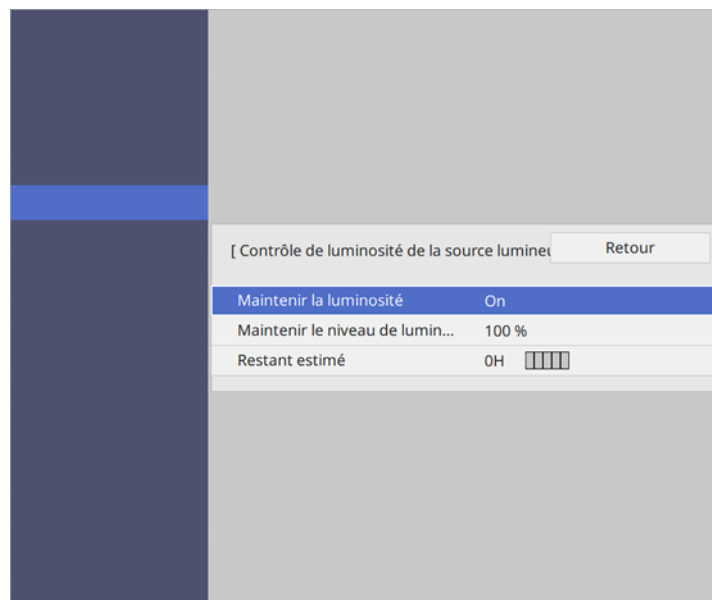 [ Contrôle de luminosité de la source
Retour
Maintenir la luminosité On
Maintenir le niveau de lumin... 100 %
Restant estimé 0H